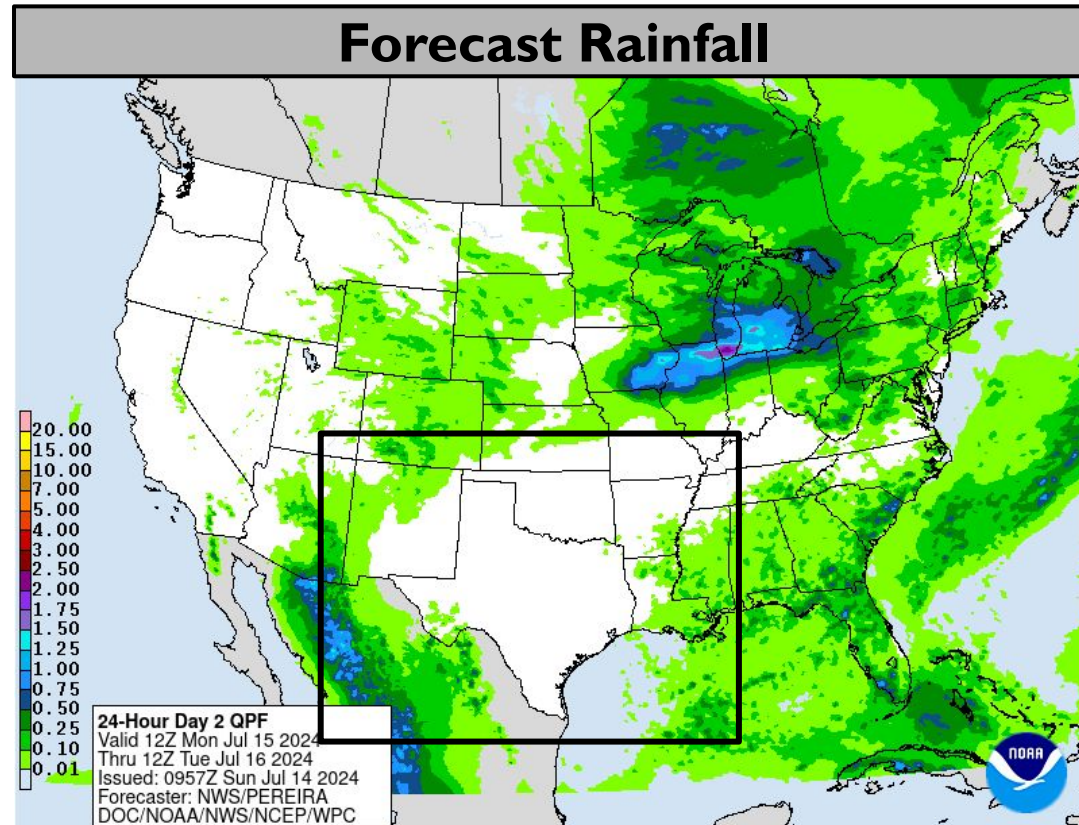 Forecast Rainfall
20.00
15.00
10.00
7.00
5.00
4.00
3.00
2.50
2.00
1.75
1.50
1.25
1.00
0.75
0.50
0.25
0.10
0.01
24-Hour Day 2 QPF
Valid 12Z Mon Jul 15 2024
Thru 12Z Tue Jul 16 2024
Issued: 0957Z Sun Jul 14 2024
Forecaster: NWS/PEREIRA
DOC/NOAA/NWS/NCEP/WPC
NOAA